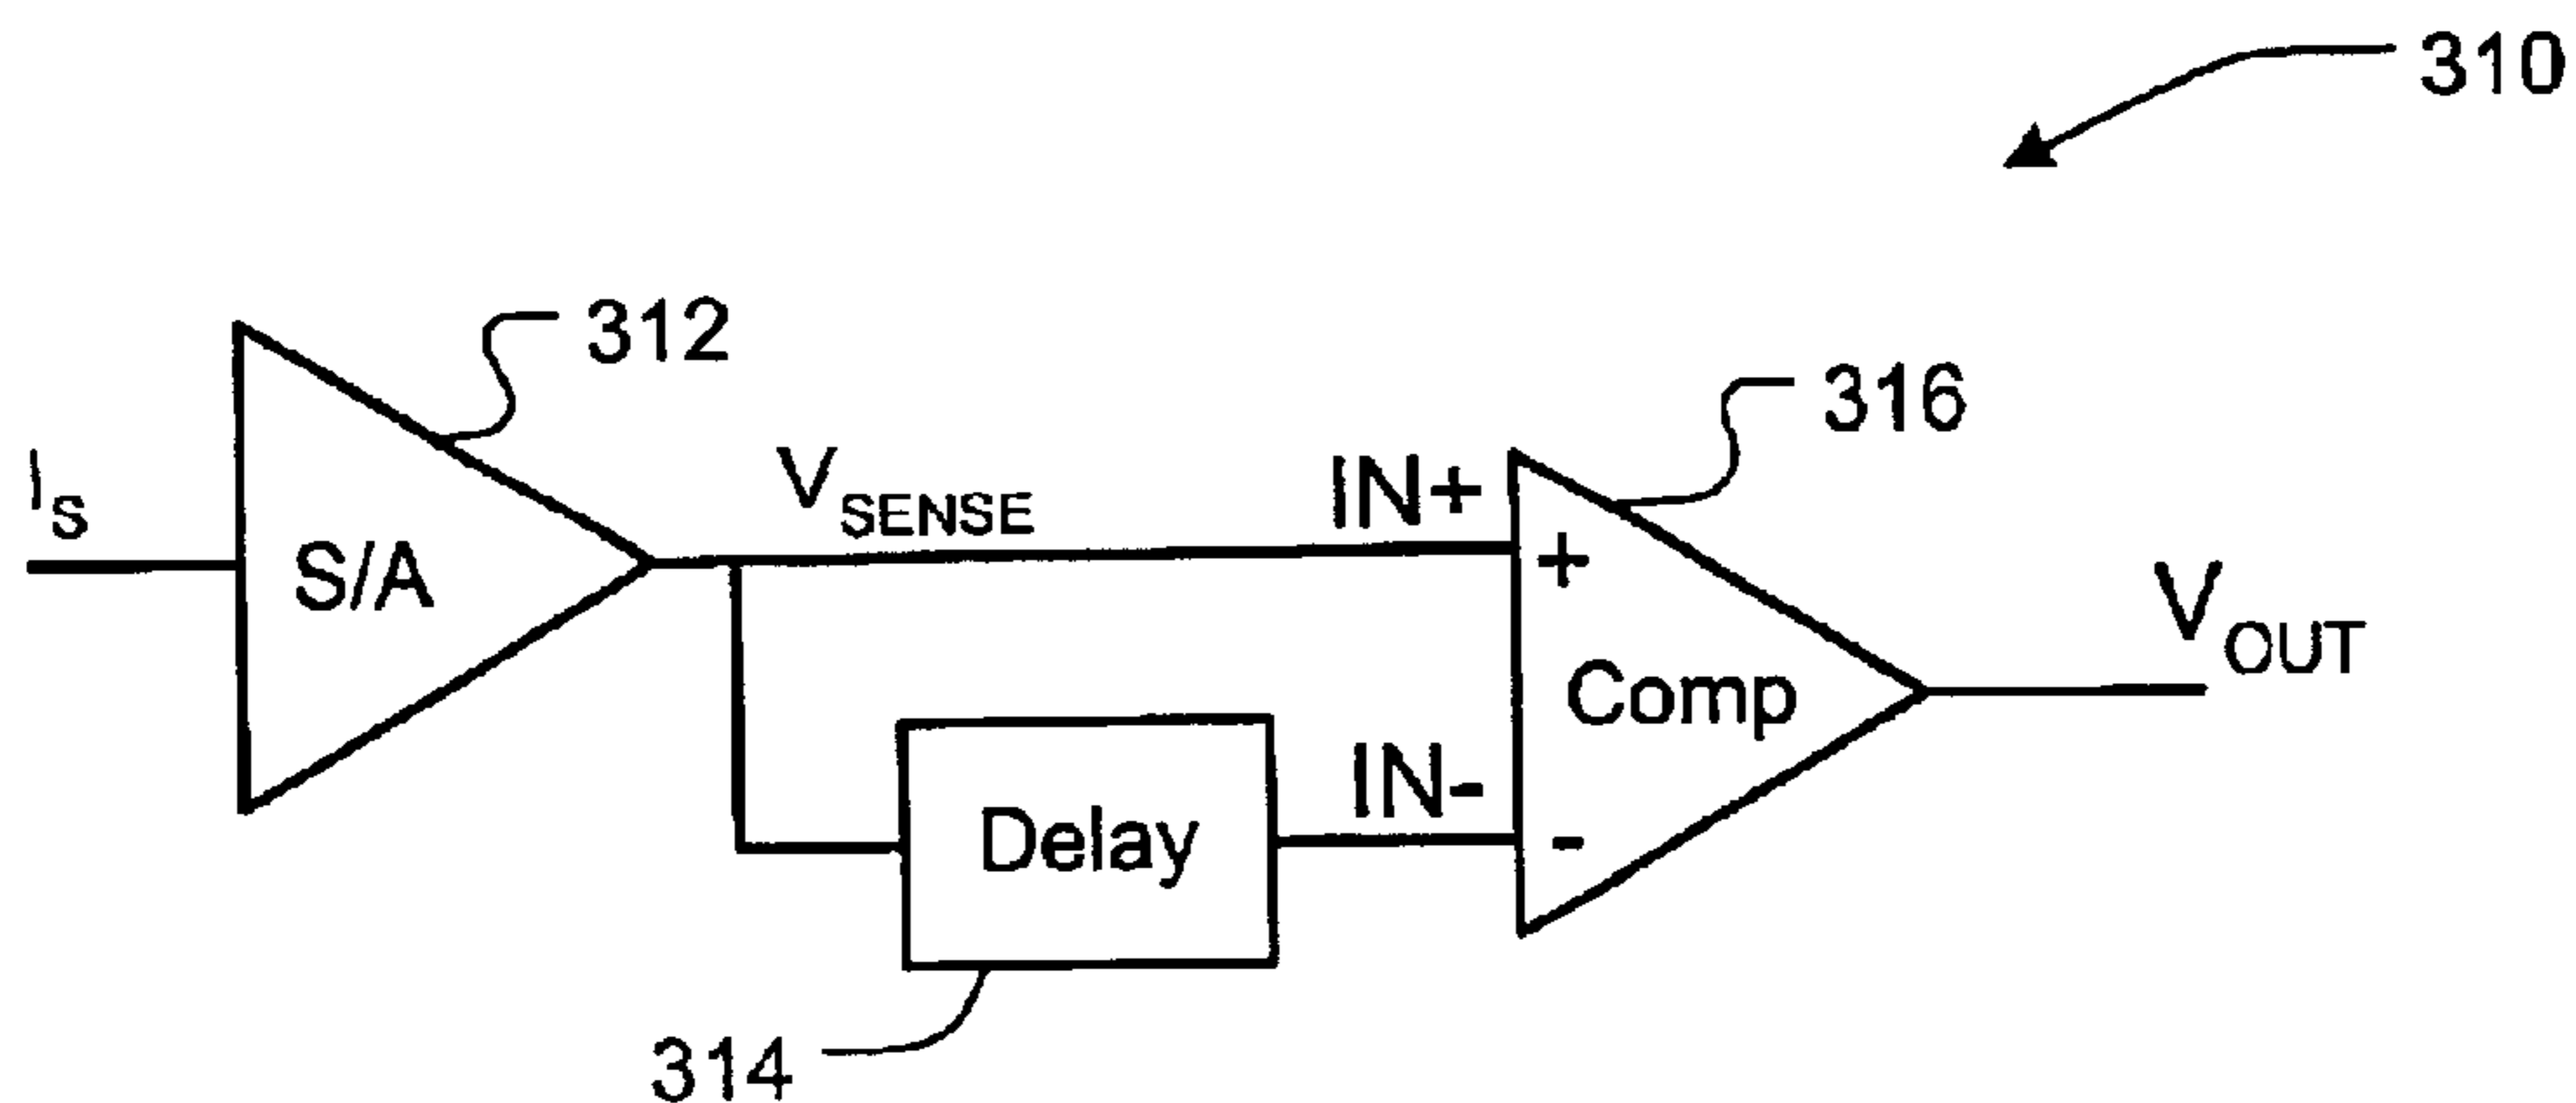 310
312
316
IS
VSENSE
IN+
S/A
+
VOUT
Comp
IN-
Delay
-
314